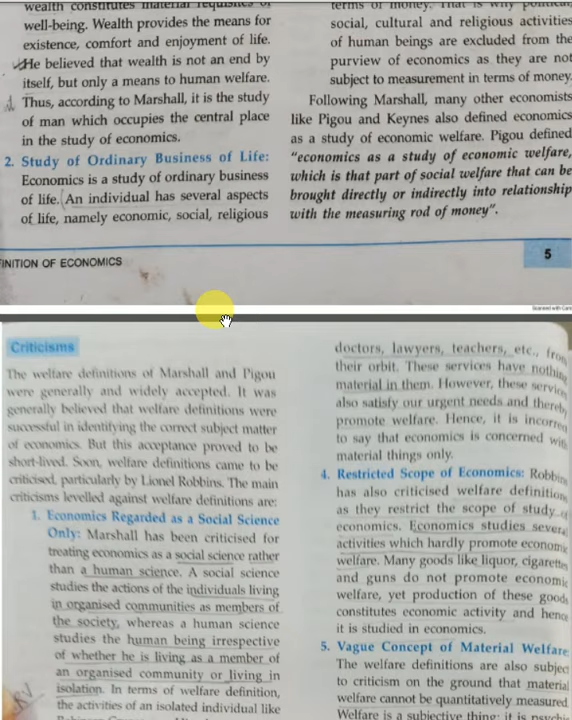 wealth constitutes material requisites of
well-being. Wealth provides the means for
existence, comfort and enjoyment of life.
He believed that wealth is not an end by
itself, but only a means to human welfare.
Thus, according to Marshall, it is the study
of man which occupies the central place
in the study of economics.
2. Study of Ordinary Business of Life:
Economics is a study of ordinary business
of life. An individual has several aspects
of life, namely economic, social, religious
terms of money. That is why political,
social, cultural and religious activities
of human beings are excluded from the
purview of economics as they are not
subject to measurement in terms of money.
Following Marshall, many other economists
like Pigou and Keynes also defined economics
as a study of economic welfare. Pigou defined
"economics as a study of economic welfare,
which is that part of social welfare that can be
brought directly or indirectly into relationship
with the measuring rod of money".
INITION OF ECONOMICS
5
Scanned with Cam
Criticisms
The welfare definitions of Marshall and Pigou
were generally and widely accepted. It was
generally believed that welfare definitions were
successful in identifying the correct subject matter
of economics. But this acceptance proved to be
short-lived. Soon, welfare definitions came to be
criticised, particularly by Lionel Robbins. The main
criticisms levelled against welfare definitions are:
1. Economics Regarded as a Social Science
Only: Marshall has been criticised for
treating economics as a social science rather
than a human science. A social science
studies the actions of the individuals living
in organised communities as members of
the society, whereas a human science
studies the human being irrespective
of whether he is living as a member of
an organised community or living in
isolation. In terms of welfare definition,
the activities of an isolated individual like
doctors, lawyers, teachers, etc., from
their orbit. These services have nothin
material in them. However, these servic
also satisfy our urgent needs and thereb
promote welfare. Hence, it is incorre
to say that economics is concerned with
material things only.
4. Restricted Scope of Economics: Robbin
has also criticised welfare definition
as they restrict the scope of study of
economics. Economics studies severa
activities which hardly promote econom
welfare. Many goods like liquor, cigarettes
and guns do not promote economic
welfare, yet production of these goods
constitutes economic activity and hence
it is studied in economics.
5. Vague Concept of Material Welfare:
The welfare definitions are also subject
to criticism on the ground that material
welfare cannot be quantitatively measured.
Welfare is a subjective thing; it is psychi